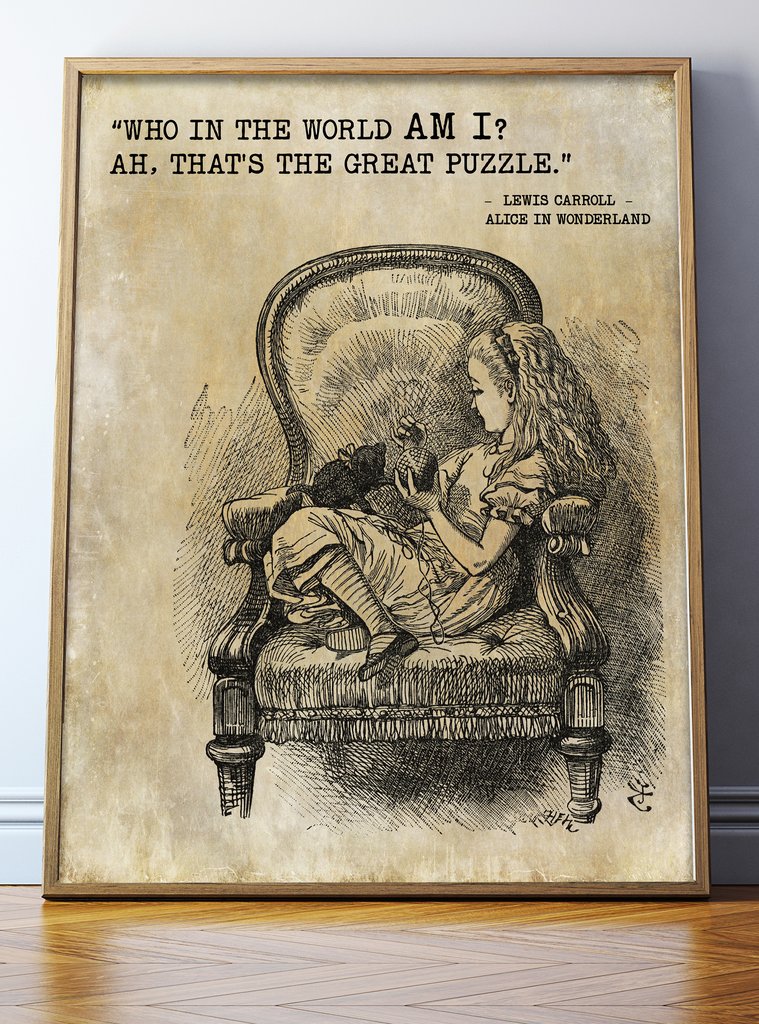 “WHO IN THE WORLD AM I?
AH, THAT'S THE GREAT PUZZLE."
- LEWIS CARROLL -
ALICE IN WONDERLAND